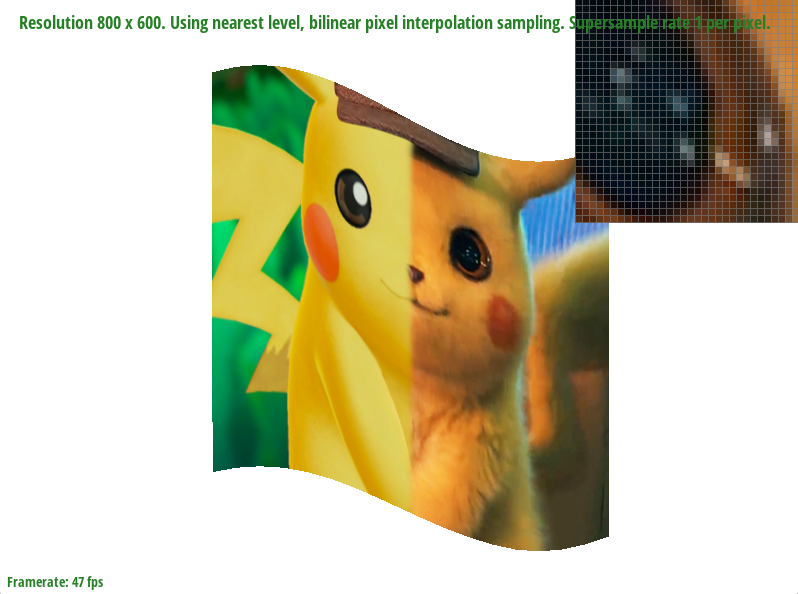 Resolution 800 x 600. Using nearest level, bilinear pixel interpolation sampling. Supersample rate 1 per pixel.
Framerate: 47 fps